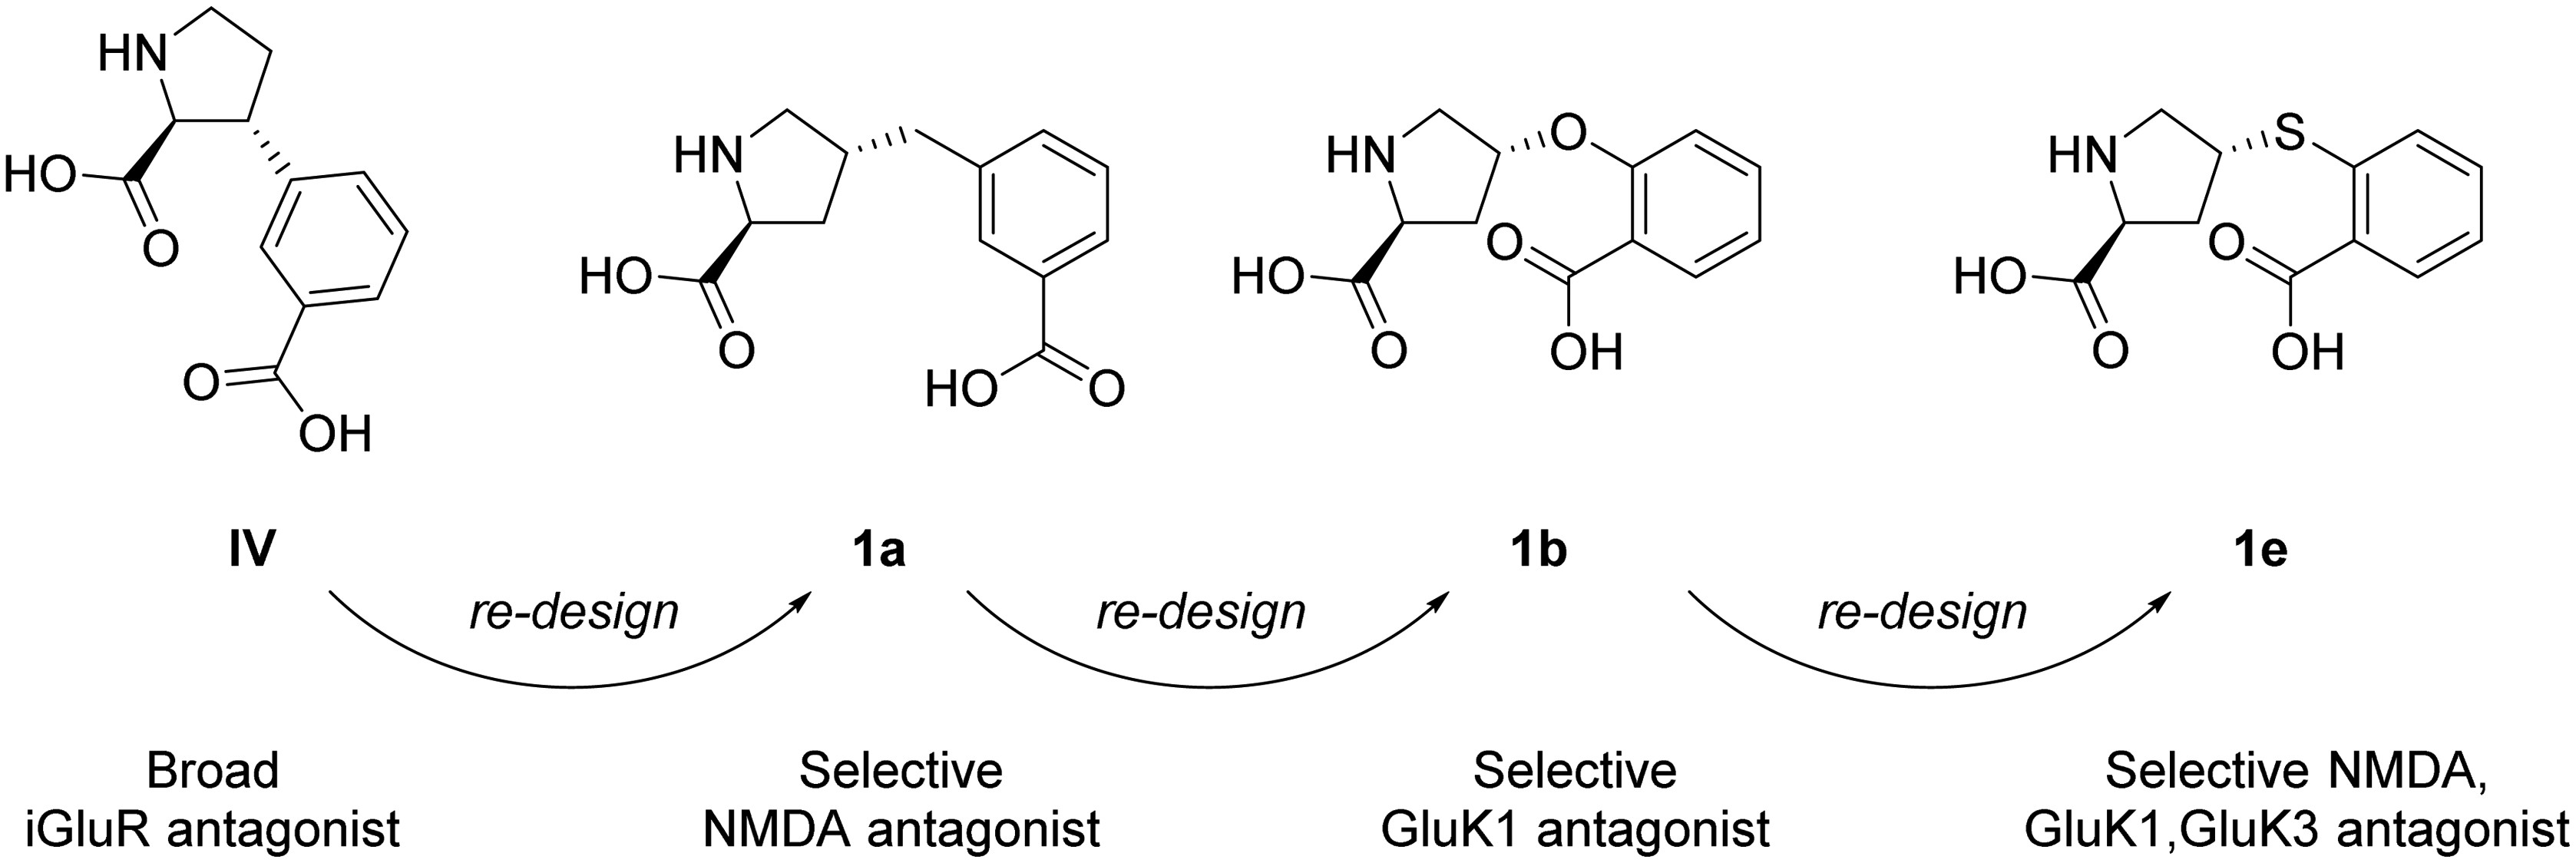 HN
HO
O
O
OH
HN
HO
O
HO
O
HN
O
HO
O
O
OH
HN
S
HO
O
O
OH
IV
1a
1b
1e
re-design
re-design
re-design
Broad
iGluR antagonist
Selective
NMDA antagonist
Selective
GluK1 antagonist
Selective NMDA,
GluK1,GluK3 antagonist